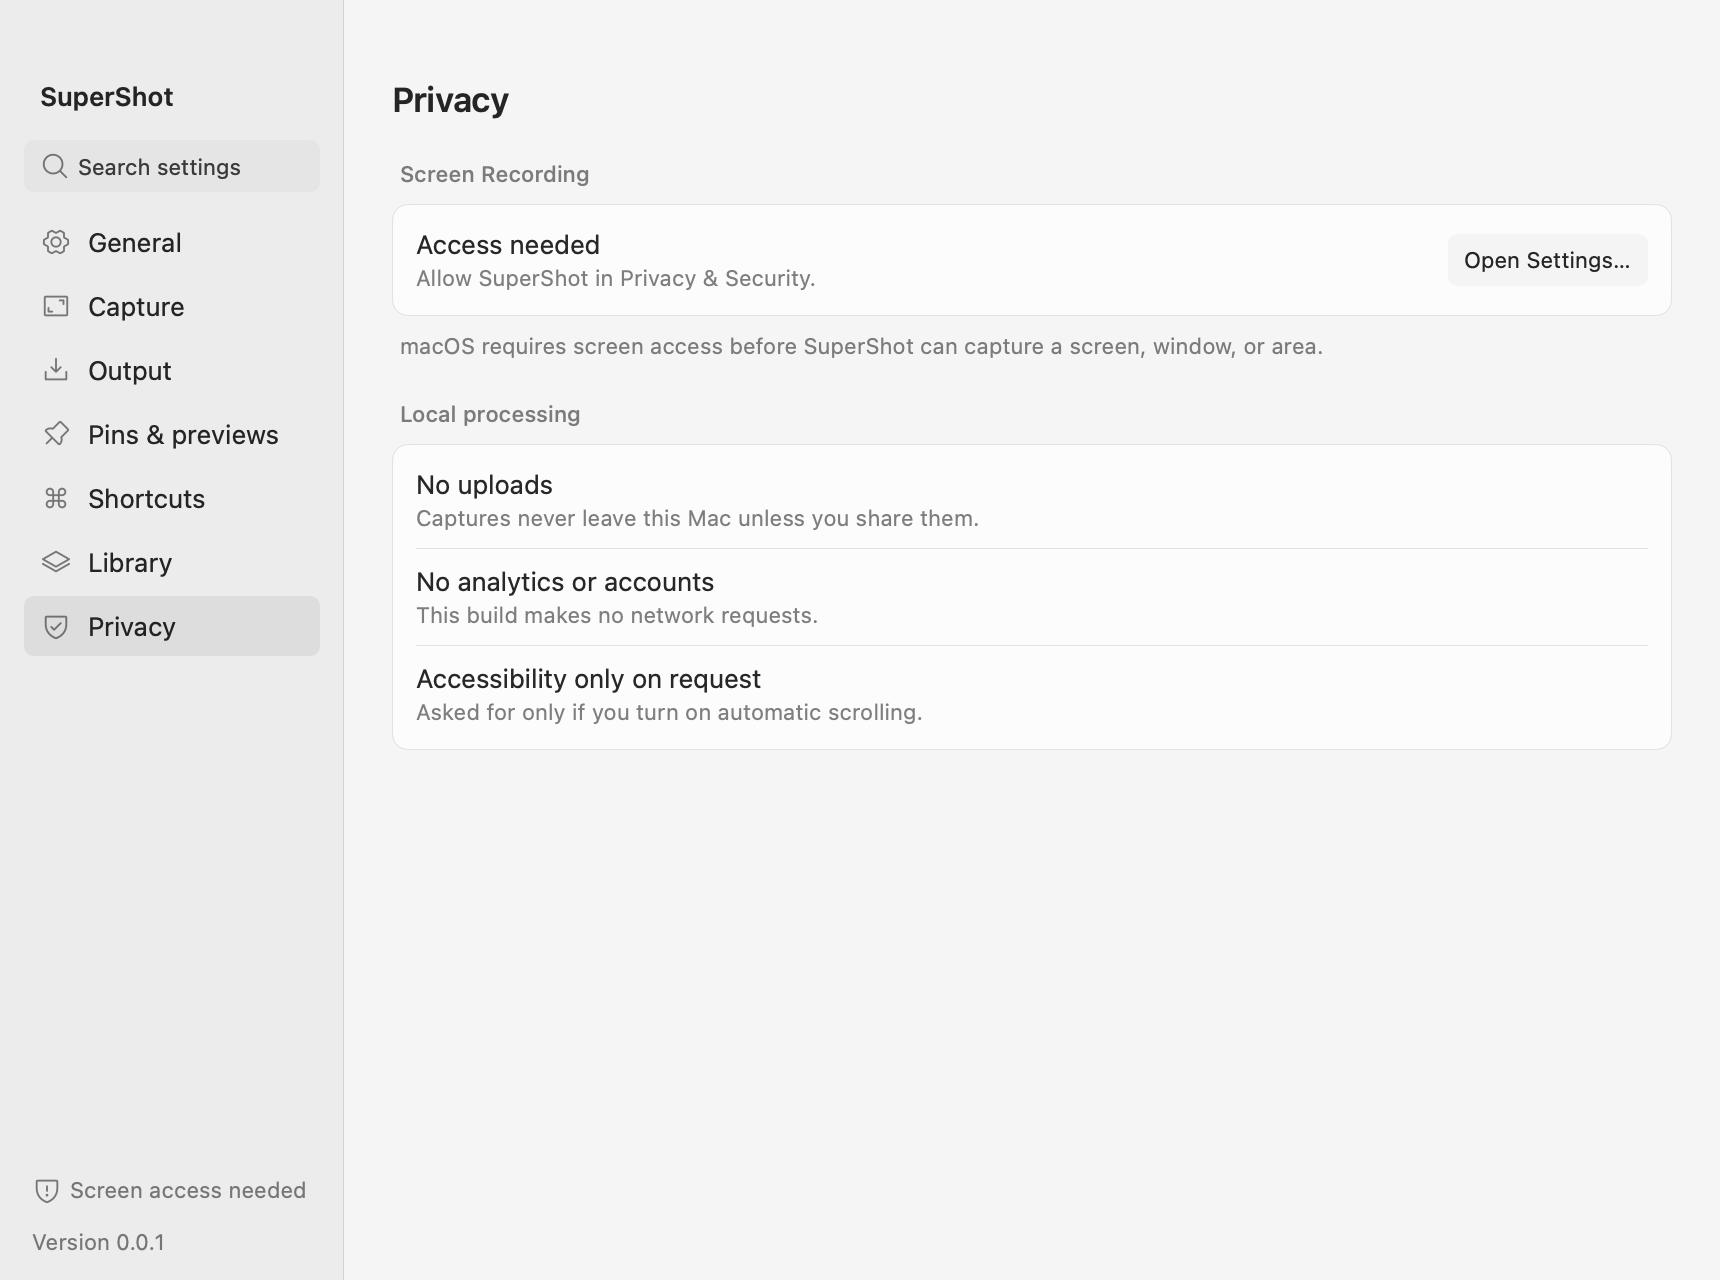 SuperShot
Search settings
General
Capture
Output
Pins & previews
Shortcuts
Library
Privacy
Screen access needed
Version 0.0.1
Privacy
Screen Recording
Access needed
Allow SuperShot in Privacy & Security.
Open Settings...
macOS requires screen access before SuperShot can capture a screen, window, or area.
Local processing
No uploads
Captures never leave this Mac unless you share them.
No analytics or accounts
This build makes no network requests.
Accessibility only on request
Asked for only if you turn on automatic scrolling.